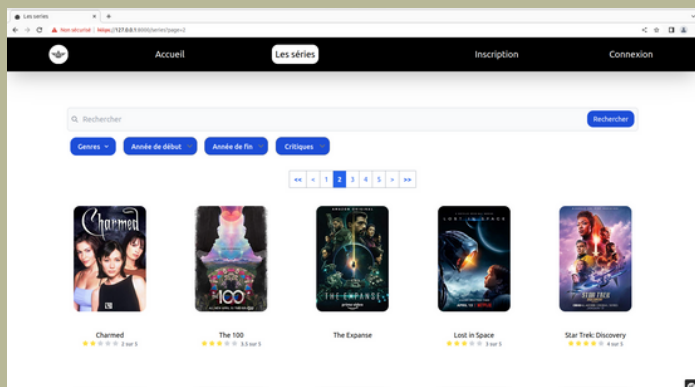 Les series
Non sécurisé | https://127.0.0.1:8000/series?page=2
Accueil Les séries Inscription Connexion
Rechercher Rechercher
Genres Année de début Année de fin Critiques
<< < 1 2 3 4 5 > >>
Charmed
THE 100
THE EXPANSE
LOST IN SPACE
APRIL 13 NETFLIX
STAR TREK
Charmed The 100 The Expanse Lost in Space Star Trek: Discovery
2 sur 5 3.5 sur 5 3 sur 5 4 sur 5